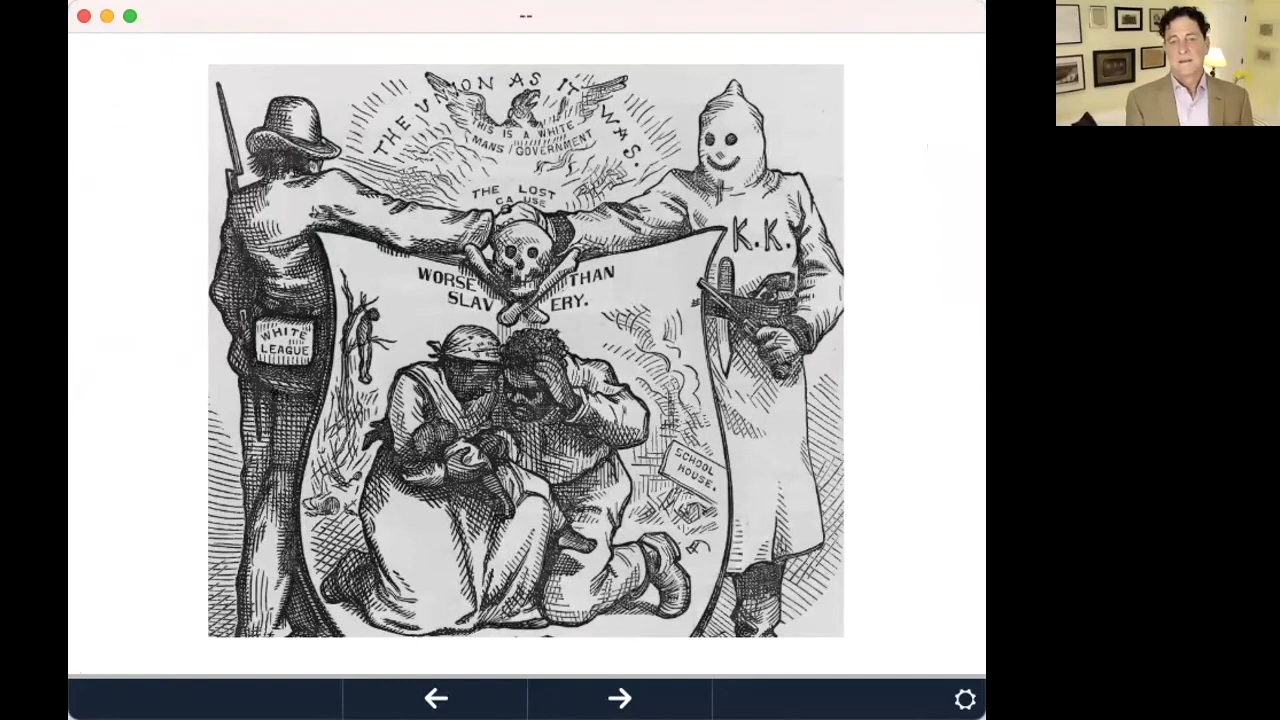 --
THE UNION AS IT WAS.
THIS IS A WHITE
MANS GOVERNMENT
THE LOST
CAUSE
K.K.
WORSE THAN
SLAVERY.
WHITE
LEAGUE
SCHOOL
HOUSE.